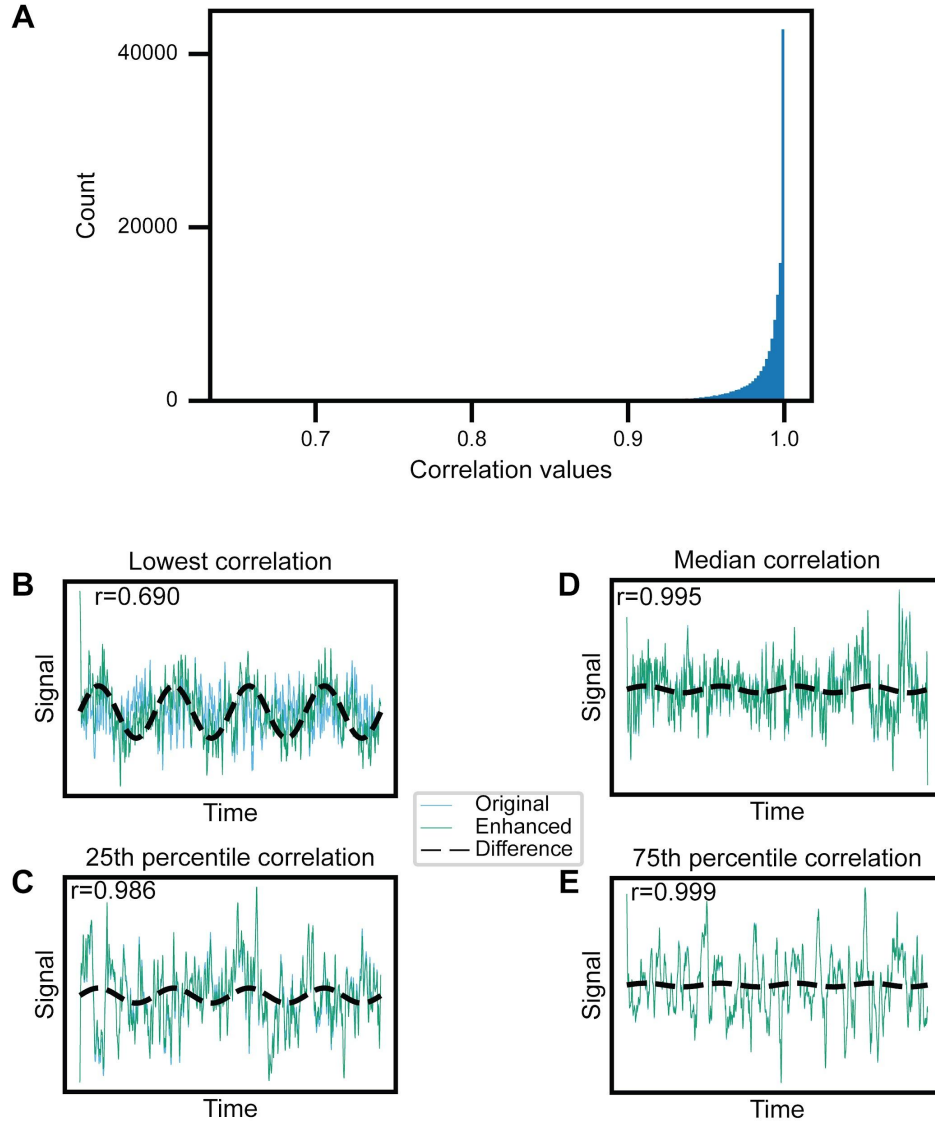 A
40000
20000
0
Count
0.7 0.8 0.9 1.0
Correlation values
B
Lowest correlation
r=0.690
Signal
Time
D
Median correlation
r=0.995
Signal
Time
Original
Enhanced
Difference
C
25th percentile correlation
r=0.986
Signal
Time
E
75th percentile correlation
r=0.999
Signal
Time